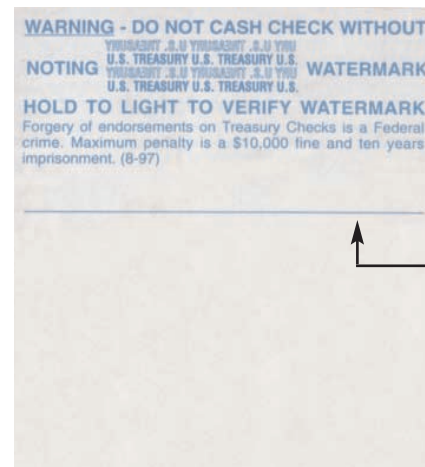 WARNING - DO NOT CASH CHECK WITHOUT
U.S. TREASURY U.S. TREASURY U.S.
NOTING WATERMARK
U.S. TREASURY U.S. TREASURY U.S.
HOLD TO LIGHT TO VERIFY WATERMARK
Forgery of endorsements on Treasury Checks is a Federal
crime. Maximum penalty is a $10,000 fine and ten years
imprisonment. (8-97)